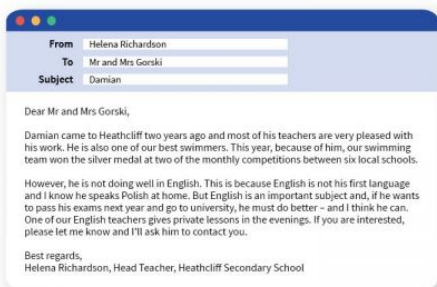 From Helena Richardson
To Mr and Mrs Gorski
Subject Damian
Dear Mr and Mrs Gorski,
Damian came to Heathcliff two years ago and most of his teachers are very pleased with
his work. He is also one of our best swimmers. This year, because of him, our swimming
team won the silver medal at two of the monthly competitions between six local schools.
However, he is not doing well in English. This is because English is not his first language
and I know he speaks Polish at home. But English is an important subject and, if he wants
to pass his exams next year and go to university, he must do better – and I think he can.
One of our English teachers gives private lessons in the evenings. If you are interested,
please let me know and I'll ask him to contact you.
Best regards,
Helena Richardson, Head Teacher, Heathcliff Secondary School